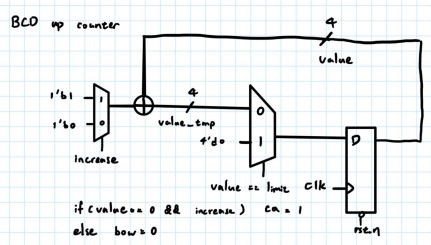 BCD up counter
4
value
1'b1
1
1'b0
0
increase
4
value_tmp
0
4'd0
1
value == limit
D
clk
rst_n
if (value == 0 && increase) ca = 1
else bow = 0